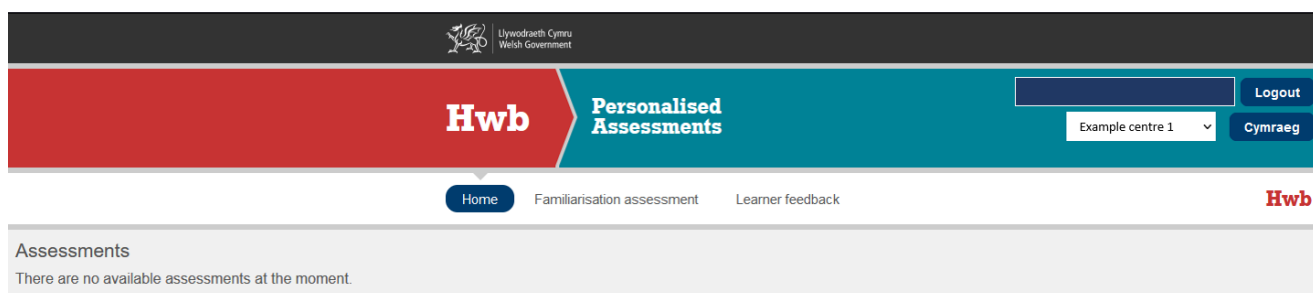 Llywodraeth Cymru
Welsh Government
Hwb
Personalised
Assessments
Logout
Example centre 1
Cymraeg
Home Familiarisation assessment Learner feedback Hwb
Assessments
There are no available assessments at the moment.